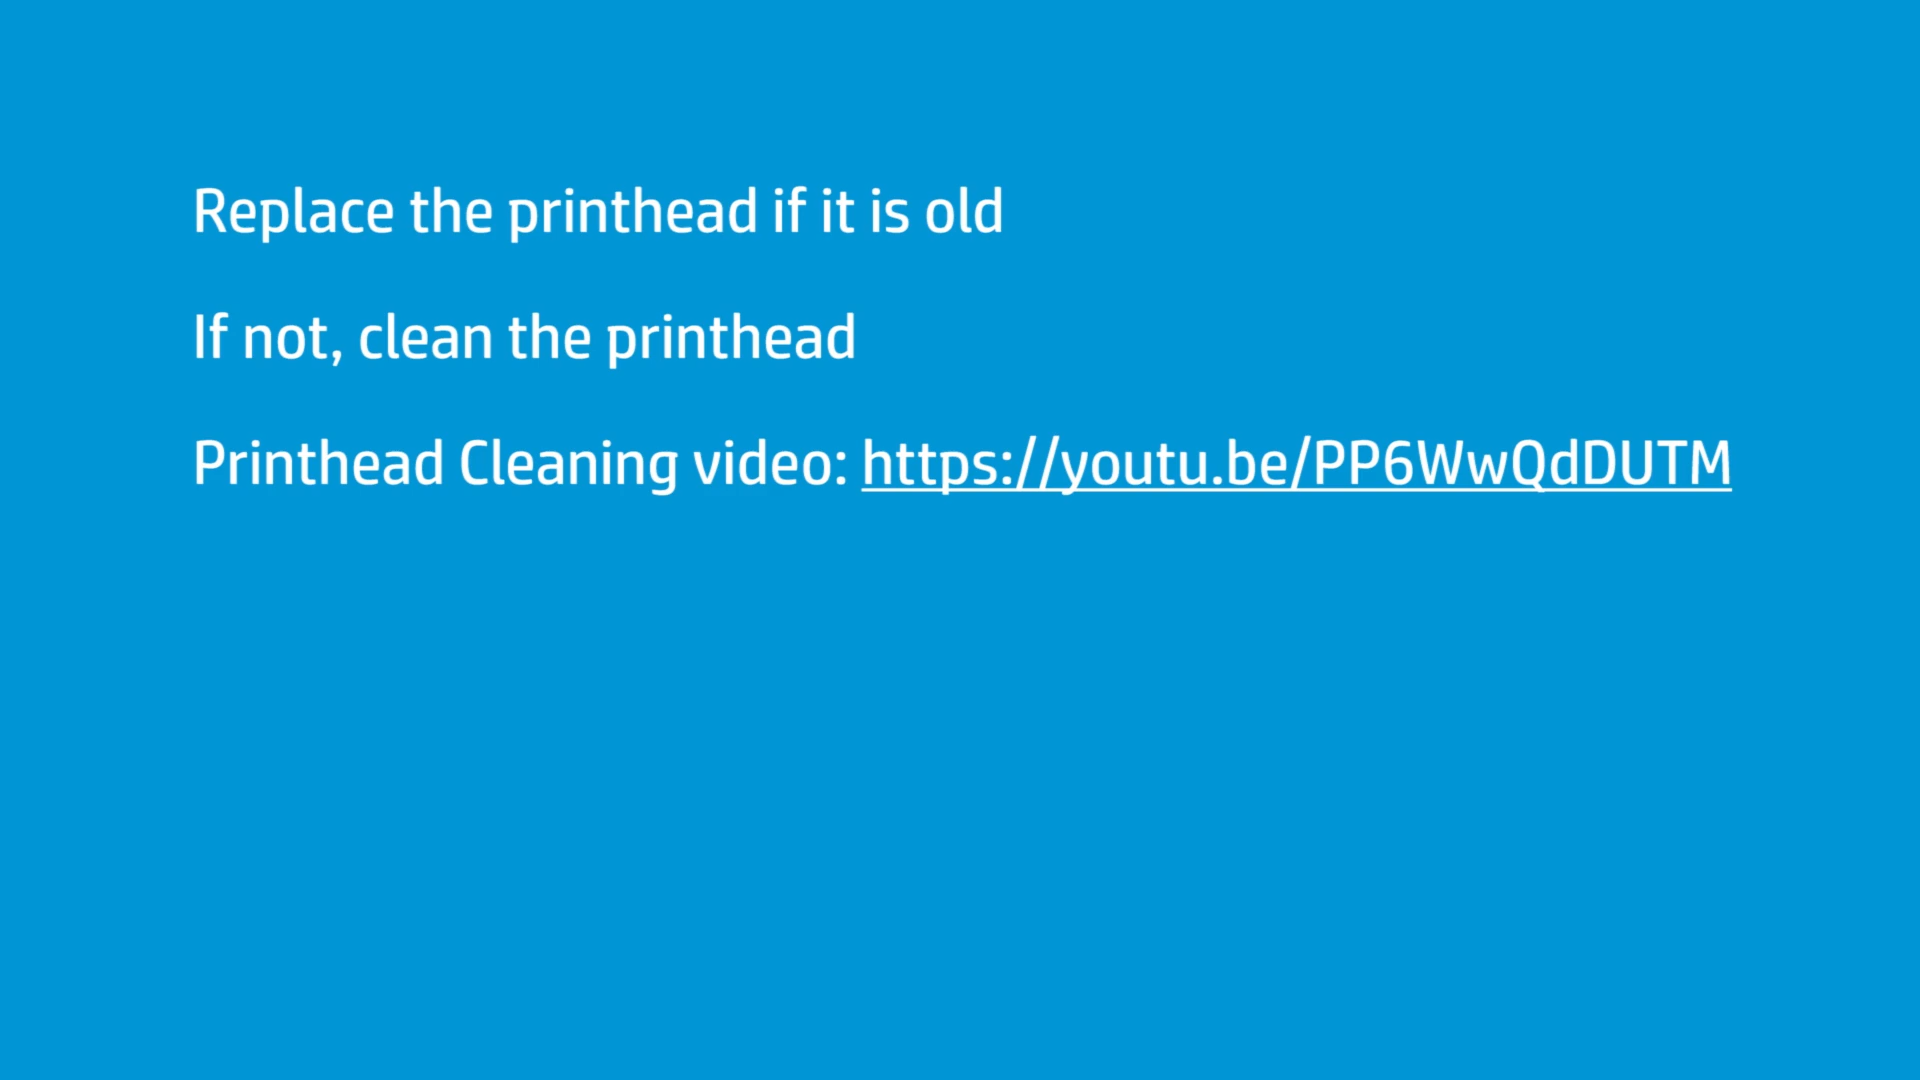 Replace the printhead if it is old
If not, clean the printhead
Printhead Cleaning video: https://youtu.be/PP6WwQdDUTM